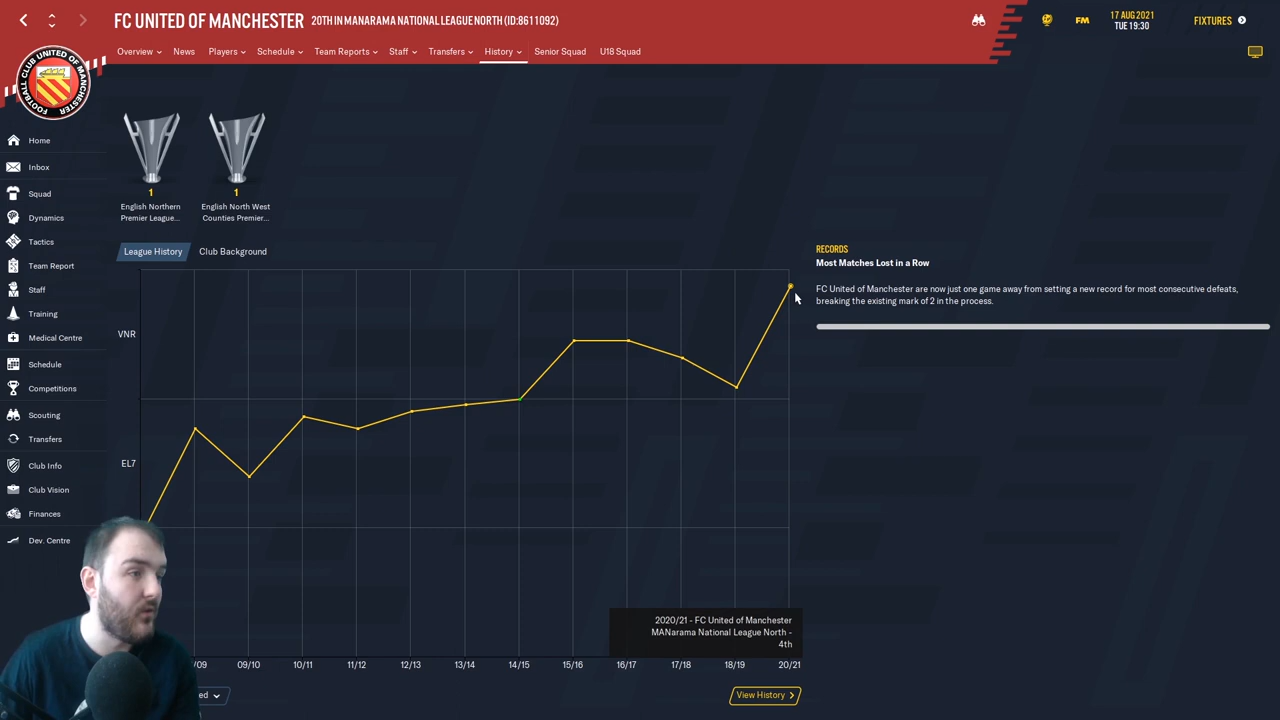 FC UNITED OF MANCHESTER
20TH IN MANARAMA NATIONAL LEAGUE NORTH (ID:8611092)
FM
17 AUG 2021
TUE 19:30
FIXTURES
Overview
News
Players
Schedule
Team Reports
Staff
Transfers
History
Senior Squad
U18 Squad
FOOTBALL CLUB UNITED OF MANCHESTER
Home
Inbox
Squad
Dynamics
Tactics
Team Report
Staff
Training
Medical Centre
Schedule
Competitions
Scouting
Transfers
Club Info
Club Vision
Finances
Dev. Centre
1
English Northern
Premier League...
1
English North West
Counties Premier...
League History
Club Background
VNR
EL7
RECORDS
Most Matches Lost in a Row
FC United of Manchester are now just one game away from setting a new record for most consecutive defeats,
breaking the existing mark of 2 in the process.
2020/21 - FC United of Manchester
MANarama National League North -
4th
/09
09/10
10/11
11/12
12/13
13/14
14/15
15/16
16/17
17/18
18/19
20/21
ed
View History